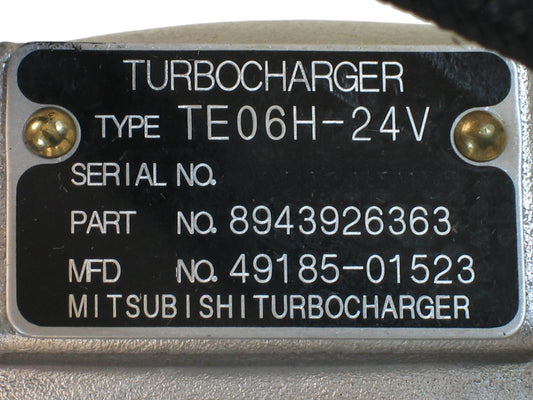 TURBOCHARGER
TYPE TE06H-24V
SERIAL NO.
PART NO. 8943926363
MFD NO. 49185-01523
MITSUBISHITURBOCHARGER